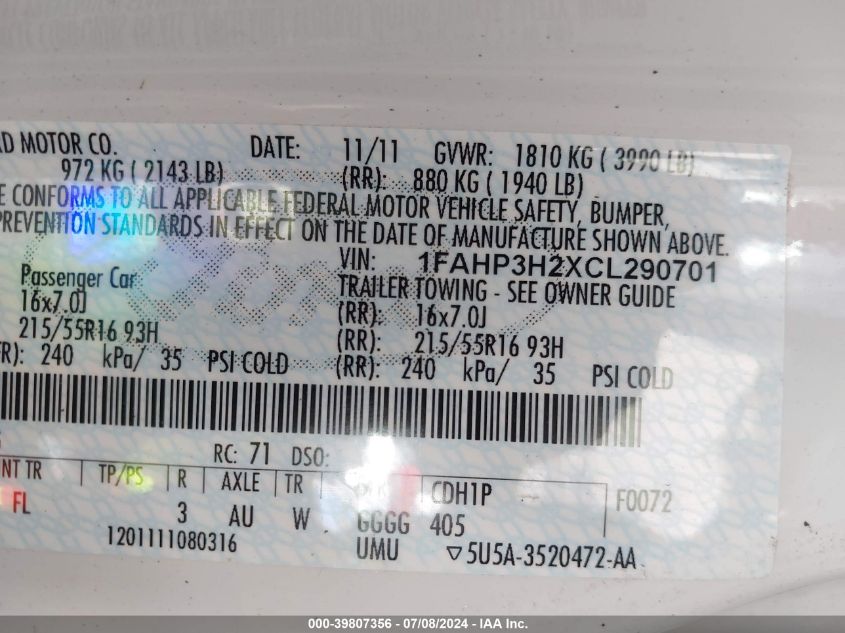 RD MOTOR CO. DATE: 11/11 GVWR: 1810 KG ( 3990 LB)
972 KG ( 2143 LB) (RR): 880 KG ( 1940 LB)
E CONFORMS TO ALL APPLICABLE FEDERAL MOTOR VEHICLE SAFETY, BUMPER,
PREVENTION STANDARDS IN EFFECT ON THE DATE OF MANUFACTURE SHOWN ABOVE.
VIN: 1FAHP3H2XCL290701
Passenger Car TRAILER TOWING - SEE OWNER GUIDE
16x7.0J (RR): 16x7.0J
215/55R16 93H (RR): 215/55R16 93H
FR): 240 kPa/ 35 PSI COLD (RR): 240 kPa/ 35 PSI COLD
RC: 71 DSO:
NT TR TP/PS R AXLE TR CDH1P F0072
FL 3 AU W GGGG 405
1201111080316 UMU ▽5U5A-3520472-AA
000-39807356 - 07/08/2024 - IAA Inc.